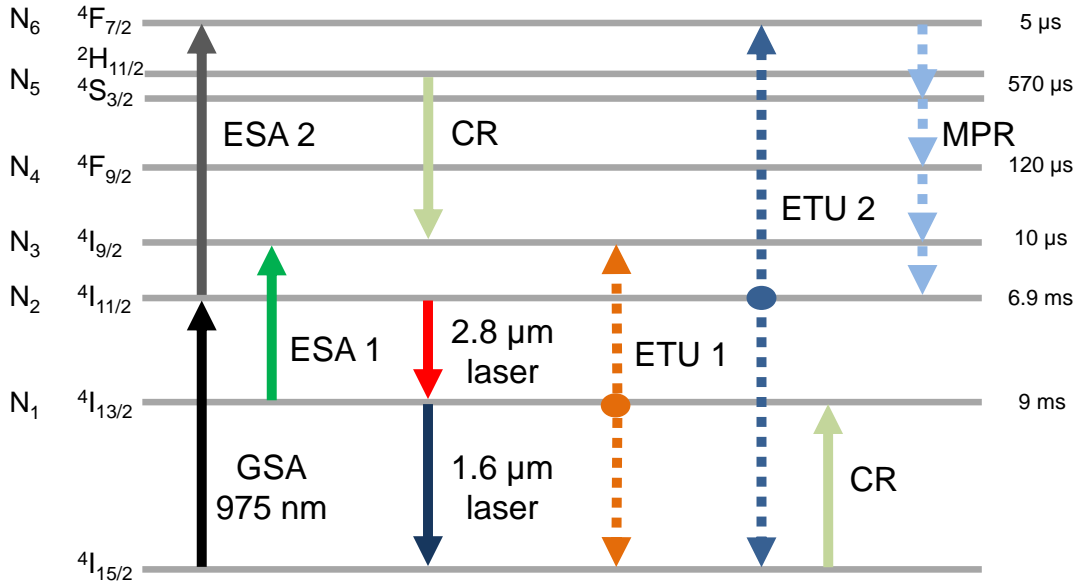 N₆ ⁴F₇/₂ 5 µs
²H₁₁/₂
N₅ ⁴S₃/₂ 570 µs
ESA 2 CR MPR
N₄ ⁴F₉/₂ 120 µs
ETU 2
N₃ ⁴I₉/₂ 10 µs
N₂ ⁴I₁₁/₂ 6.9 ms
ESA 1 2.8 µm ETU 1
laser
N₁ ⁴I₁₃/₂ 9 ms
GSA 1.6 µm CR
975 nm laser
⁴I₁₅/₂